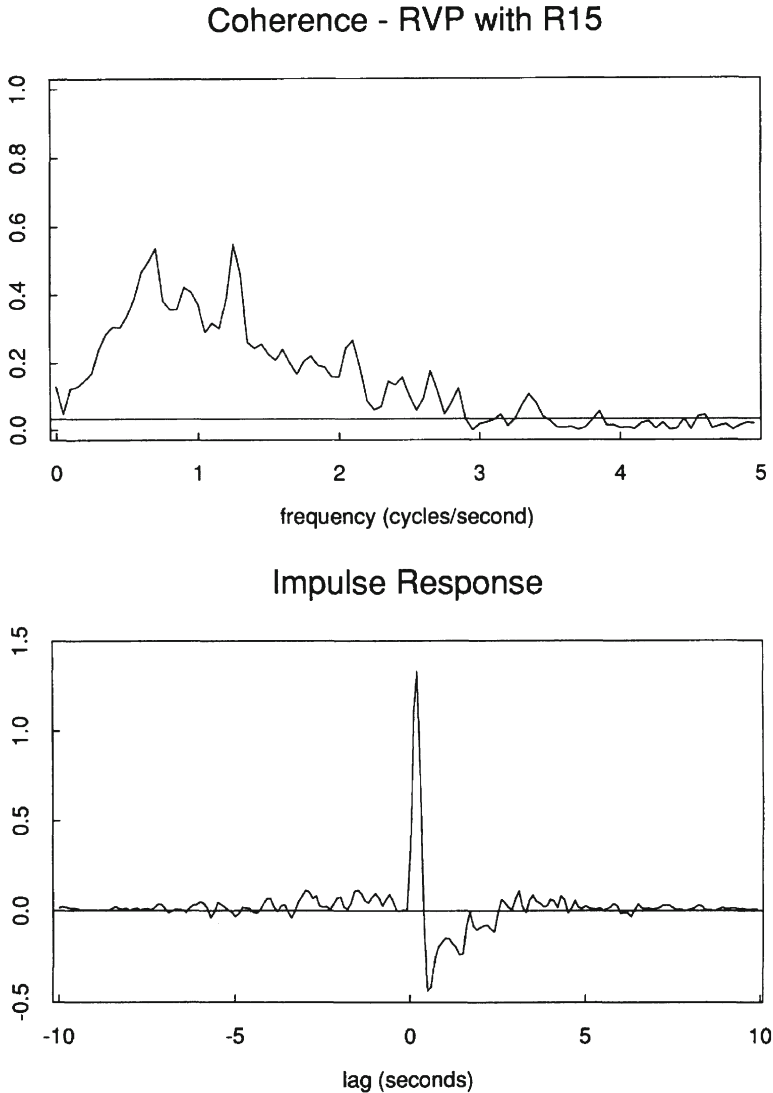 Coherence - RVP with R15
1.0
0.8
0.6
0.4
0.2
0.0
0 1 2 3 4 5
frequency (cycles/second)
Impulse Response
1.5
1.0
0.5
0.0
-0.5
-10 -5 0 5 10
lag (seconds)